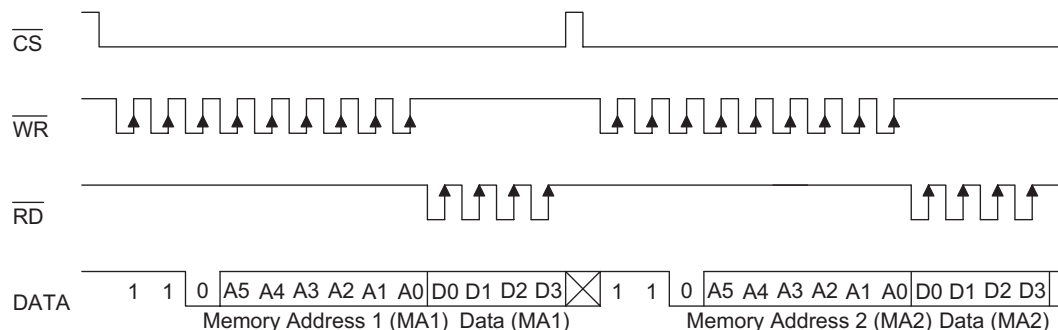 CS
WR
RD
DATA 1 1 0 A5 A4 A3 A2 A1 A0 D0 D1 D2 D3 1 1 0 A5 A4 A3 A2 A1 A0 D0 D1 D2 D3
Memory Address 1 (MA1) Data (MA1) Memory Address 2 (MA2) Data (MA2)